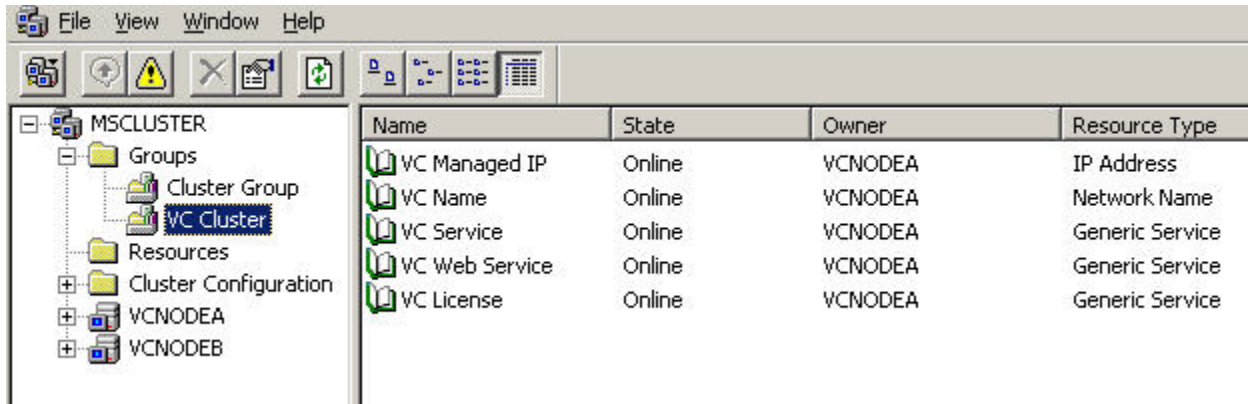 File View Window Help
MSCLUSTER
Groups
Cluster Group
VC Cluster
Resources
Cluster Configuration
VCNODEA
VCNODEB
Name State Owner Resource Type
VC Managed IP Online VCNODEA IP Address
VC Name Online VCNODEA Network Name
VC Service Online VCNODEA Generic Service
VC Web Service Online VCNODEA Generic Service
VC License Online VCNODEA Generic Service